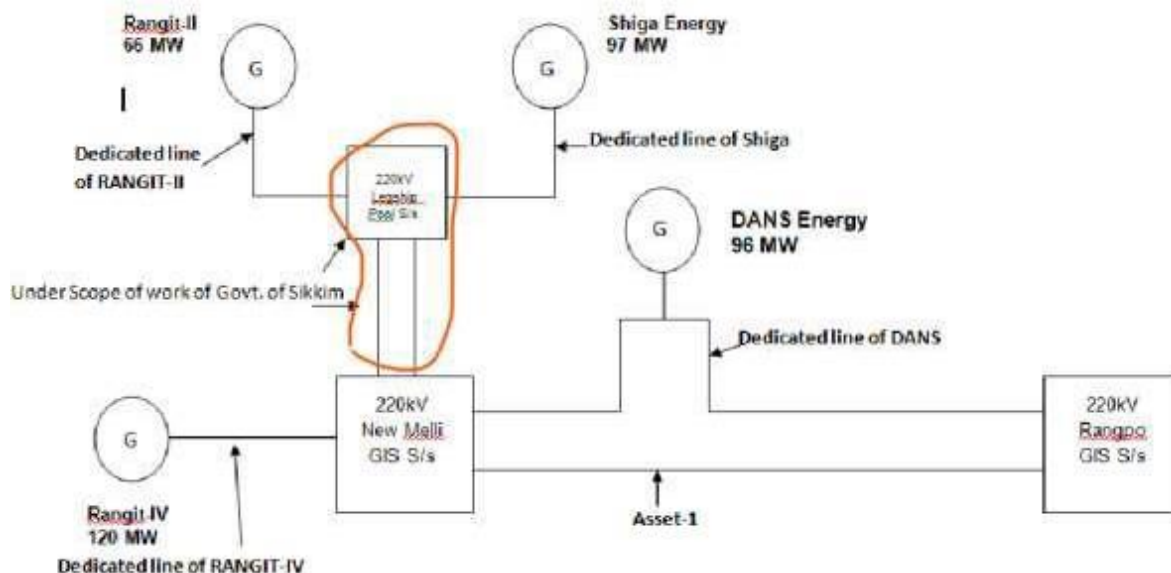 Rangit-II
66 MW
G
Shiga Energy
97 MW
G
Dedicated line
of RANGIT-II
Dedicated line of Shiga
220kV
Pool S/s
G
DANS Energy
96 MW
Under Scope of work of Govt. of Sikkim
Dedicated line of DANS
220kV
New Melli
GIS S/s
220kV
Rangpo
GIS S/s
G
Rangit-IV
120 MW
Asset-1
Dedicated line of RANGIT-IV